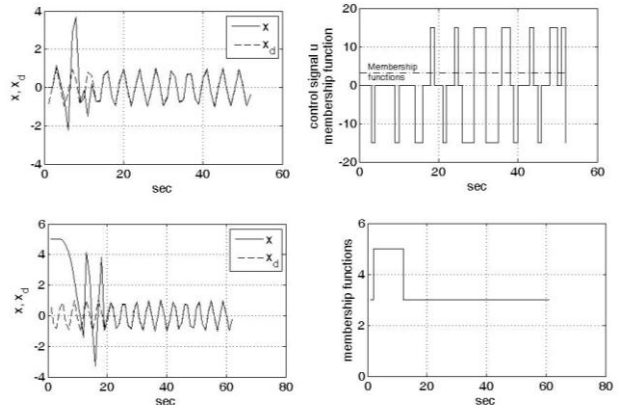 4
2
0
-2
-4
0 20 40 60
sec
x, x_d
x
x_d
20
10
0
-10
-20
0 20 40 60
sec
control signal u
membership function
Membership
functions
6
4
2
0
-2
-4
0 20 40 60 80
sec
x, x_d
x
x_d
6
4
2
0
0 20 40 60 80
sec
membership functions